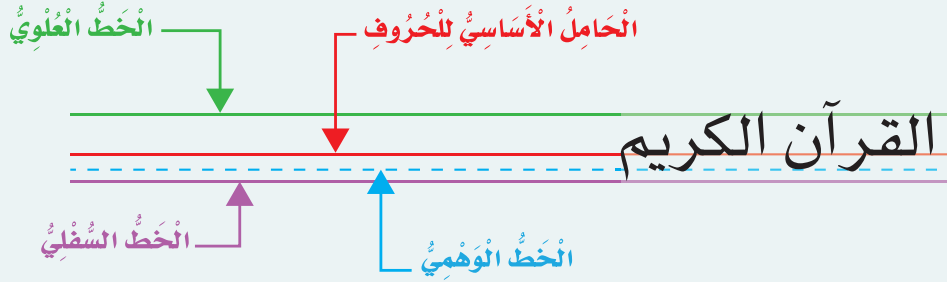 الْخَطُّ الْعُلْوِيُّ
الْحَامِلُ الْأَسَاسِيُّ لِلْحُرُوفِ
القرآن الكريم
الْخَطُّ السُّفْلِيُّ
الْخَطُّ الْوَهْمِيُّ